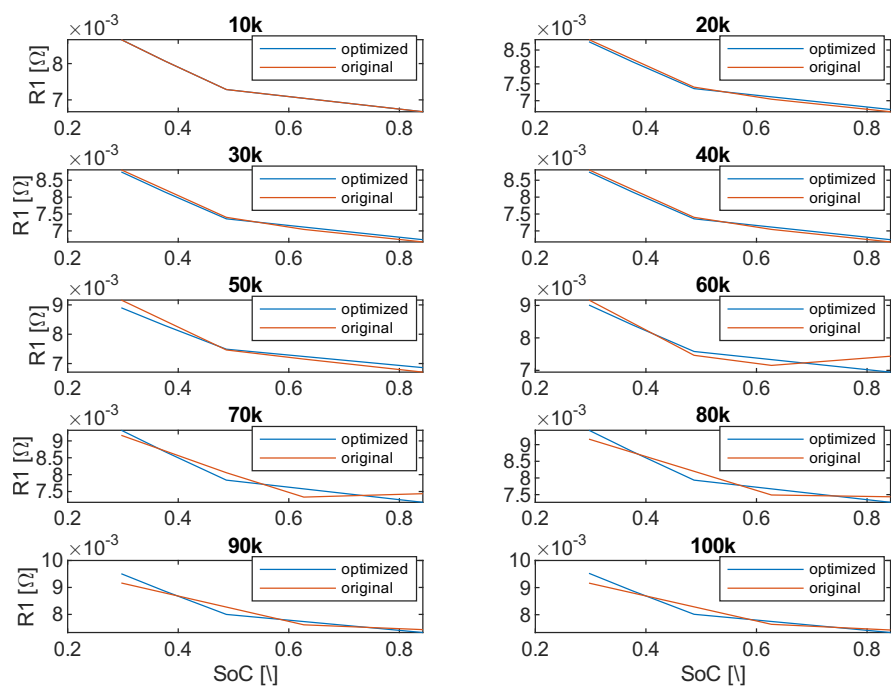 ×10⁻³
10k
R1 [Ω]
8
7
0.2 0.4 0.6 0.8
optimized
original
×10⁻³
20k
8.5
8
7.5
7
0.2 0.4 0.6 0.8
optimized
original
×10⁻³
30k
R1 [Ω]
8.5
8
7.5
7
0.2 0.4 0.6 0.8
optimized
original
×10⁻³
40k
8.5
8
7.5
7
0.2 0.4 0.6 0.8
optimized
original
×10⁻³
50k
R1 [Ω]
9
8
7
0.2 0.4 0.6 0.8
optimized
original
×10⁻³
60k
9
8
7
0.2 0.4 0.6 0.8
optimized
original
×10⁻³
70k
R1 [Ω]
9
8.5
8
7.5
0.2 0.4 0.6 0.8
optimized
original
×10⁻³
80k
9
8.5
8
7.5
0.2 0.4 0.6 0.8
optimized
original
×10⁻³
90k
R1 [Ω]
10
9
8
0.2 0.4 0.6 0.8
SoC [\]
optimized
original
×10⁻³
100k
10
9
8
0.2 0.4 0.6 0.8
SoC [\]
optimized
original